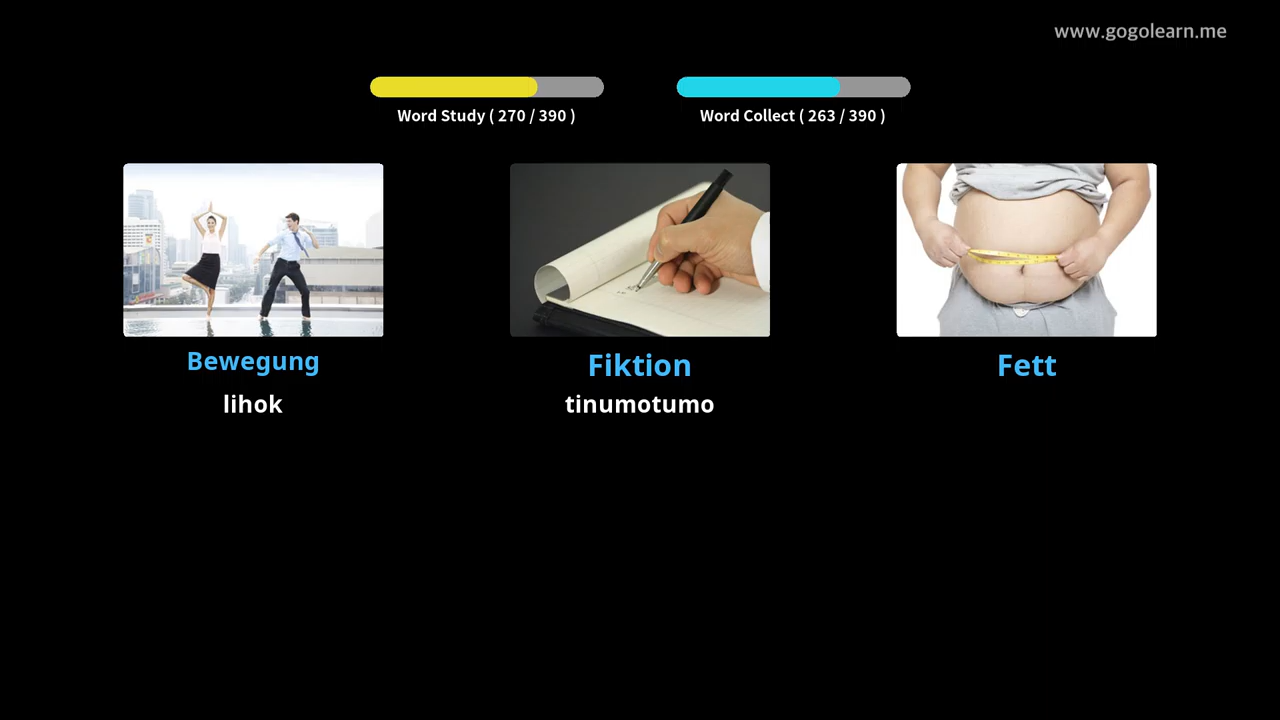 www.gogolearn.me
Word Study ( 270 / 390 )
Word Collect ( 263 / 390 )
Bewegung
Fiktion
Fett
lihok
tinumotumo